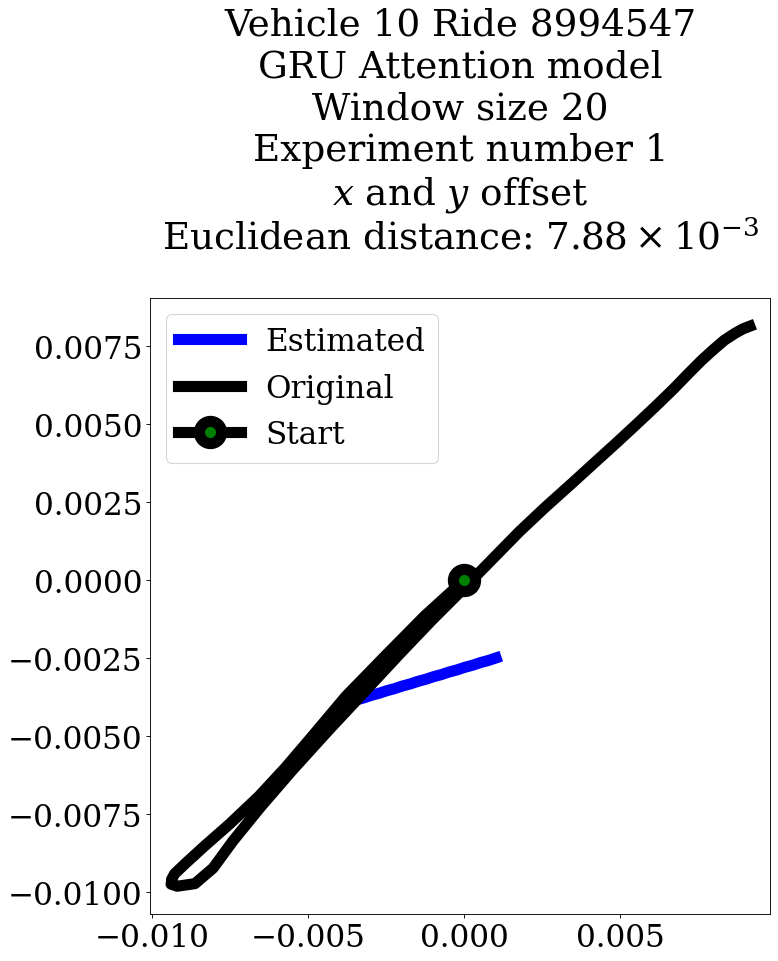 Vehicle 10 Ride 8994547
GRU Attention model
Window size 20
Experiment number 1
x and y offset
Euclidean distance: 7.88 × 10⁻³
Estimated
Original
Start
0.0075
0.0050
0.0025
0.0000
−0.0025
−0.0050
−0.0075
−0.0100
−0.010 −0.005 0.000 0.005